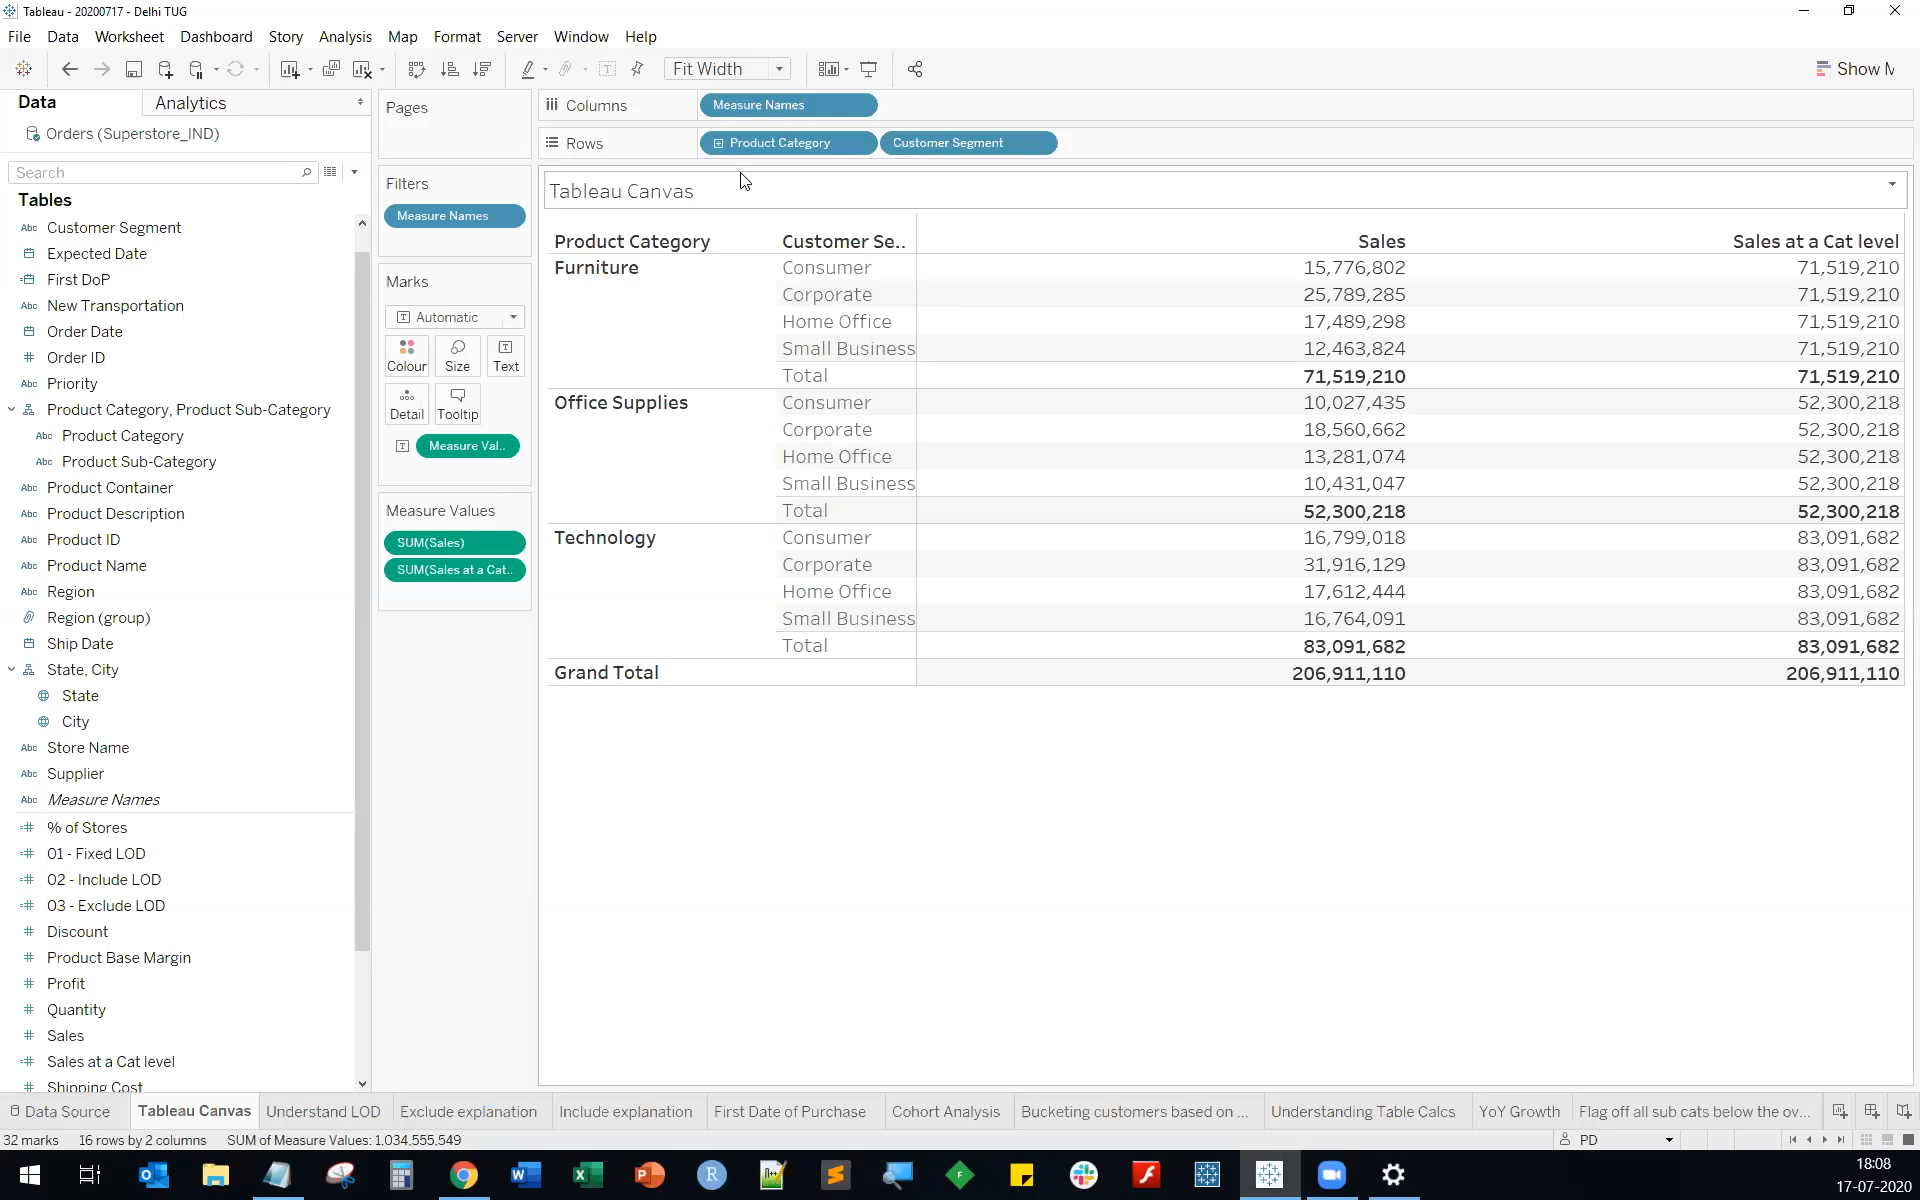 Tableau - 20200717 - Delhi TUG
File Data Worksheet Dashboard Story Analysis Map Format Server Window Help
Fit Width
Data
Analytics
Orders (Superstore_IND)
Search
Tables
Abc Customer Segment
Expected Date
First DoP
Abc New Transportation
Order Date
# Order ID
Abc Priority
Product Category, Product Sub-Category
Abc Product Category
Abc Product Sub-Category
Abc Product Container
Abc Product Description
Abc Product ID
Abc Product Name
Abc Region
Region (group)
Ship Date
State, City
State
City
Abc Store Name
Abc Supplier
Abc Measure Names
=# % of Stores
=# 01 - Fixed LOD
=# 02 - Include LOD
=# 03 - Exclude LOD
# Discount
# Product Base Margin
# Profit
# Quantity
# Sales
=# Sales at a Cat level
# Shipping Cost
Pages
Filters
Measure Names
Marks
T Automatic
Colour Size T Text
Detail Tooltip
T Measure Val..
Measure Values
SUM(Sales)
SUM(Sales at a Cat..
Columns Measure Names
Rows Product Category Customer Segment
Tableau Canvas
Product Category Customer Se.. Sales Sales at a Cat level
Furniture Consumer 15,776,802 71,519,210
Corporate 25,789,285 71,519,210
Home Office 17,489,298 71,519,210
Small Business 12,463,824 71,519,210
Total 71,519,210 71,519,210
Office Supplies Consumer 10,027,435 52,300,218
Corporate 18,560,662 52,300,218
Home Office 13,281,074 52,300,218
Small Business 10,431,047 52,300,218
Total 52,300,218 52,300,218
Technology Consumer 16,799,018 83,091,682
Corporate 31,916,129 83,091,682
Home Office 17,612,444 83,091,682
Small Business 16,764,091 83,091,682
Total 83,091,682 83,091,682
Grand Total 206,911,110 206,911,110
Show M
Data Source Tableau Canvas Understand LOD Exclude explanation Include explanation First Date of Purchase Cohort Analysis Bucketing customers based on ... Understanding Table Calcs YoY Growth Flag off all sub cats below the ov...
32 marks 16 rows by 2 columns SUM of Measure Values: 1,034,555,549
PD
18:08
17-07-2020